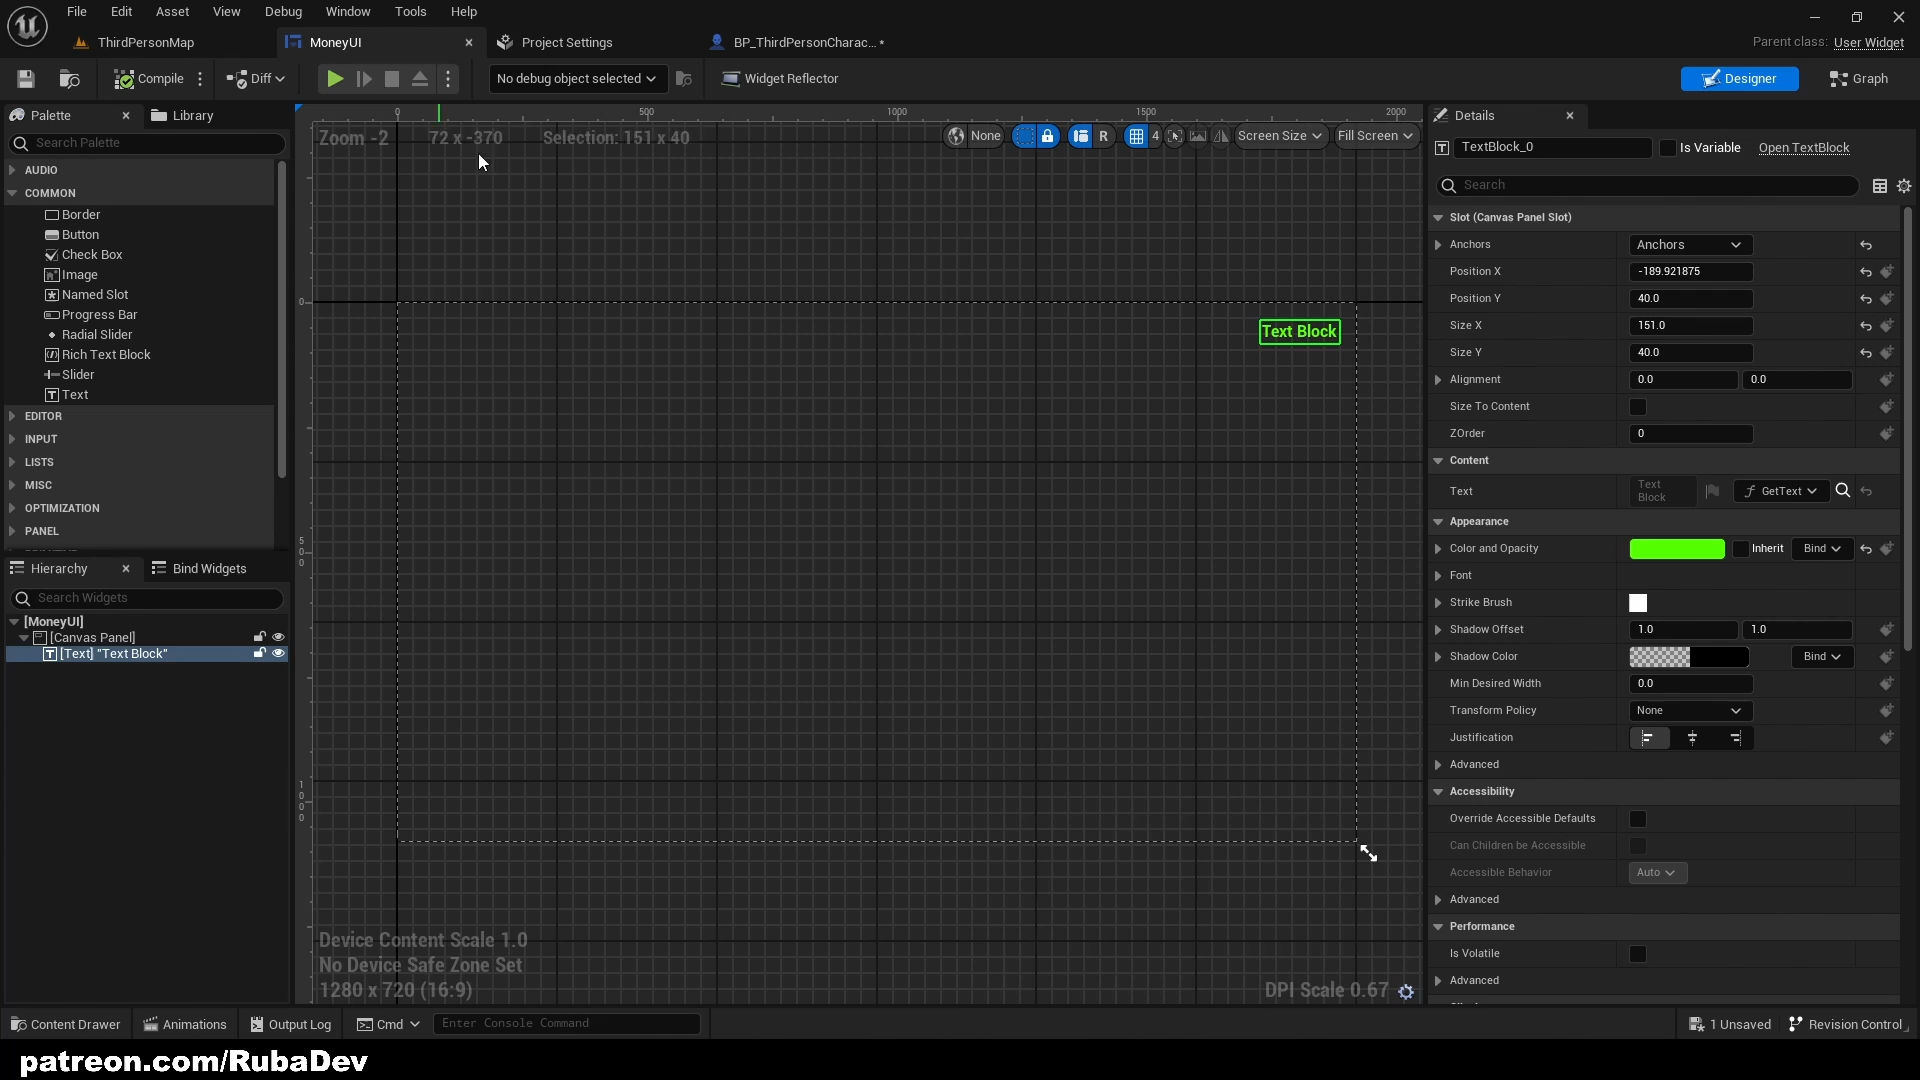 File Edit Asset View Debug Window Tools Help
ThirdPersonMap MoneyUI Project Settings BP_ThirdPersonCharac... * Parent class: User Widget
Compile Diff No debug object selected Widget Reflector Designer Graph
Palette Library
Search Palette
AUDIO
COMMON
Border
Button
Check Box
Image
Named Slot
Progress Bar
Radial Slider
Rich Text Block
Slider
Text
EDITOR
INPUT
LISTS
MISC
OPTIMIZATION
PANEL
Hierarchy Bind Widgets
Search Widgets
[MoneyUI]
[Canvas Panel]
[Text] "Text Block"
0 500 1000 1500 2000
Zoom -2 72 x -370 Selection: 151 x 40 None R 4 Screen Size Fill Screen
0
500
1000
Text Block
Device Content Scale 1.0
No Device Safe Zone Set
1280 x 720 (16:9) DPI Scale 0.67
Details
TextBlock_0 Is Variable Open TextBlock
Search
Slot (Canvas Panel Slot)
Anchors Anchors
Position X -189.921875
Position Y 40.0
Size X 151.0
Size Y 40.0
Alignment 0.0 0.0
Size To Content
ZOrder 0
Content
Text Text Block GetText
Appearance
Color and Opacity Inherit Bind
Font
Strike Brush
Shadow Offset 1.0 1.0
Shadow Color Bind
Min Desired Width 0.0
Transform Policy None
Justification
Advanced
Accessibility
Override Accessible Defaults
Can Children be Accessible
Accessible Behavior Auto
Advanced
Performance
Is Volatile
Advanced
Content Drawer Animations Output Log Cmd Enter Console Command 1 Unsaved Revision Control
patreon.com/RubaDev